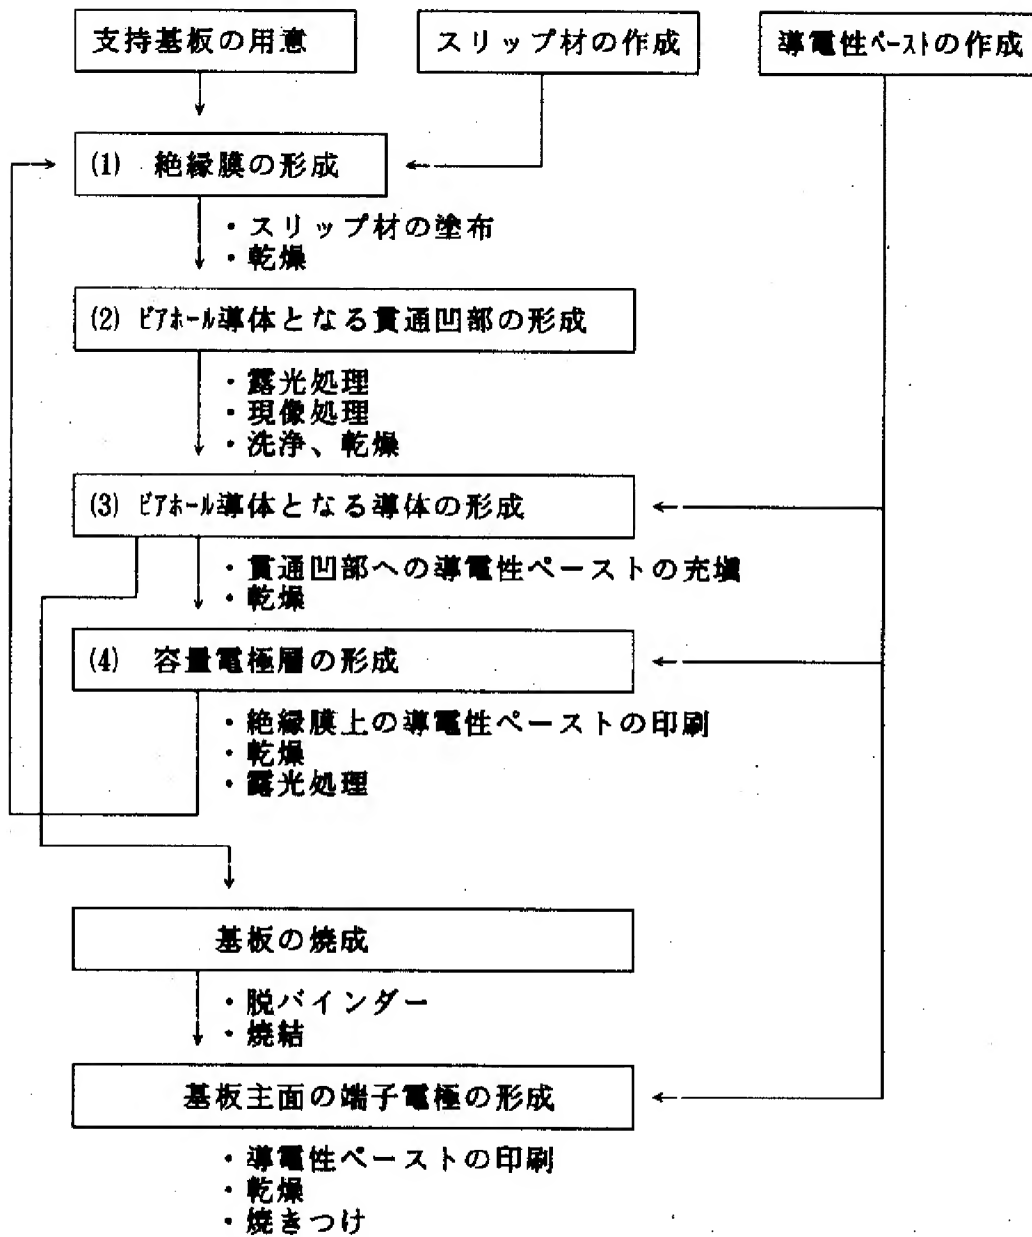 支持基板の用意
スリップ材の作成
導電性ペーストの作成
(1) 絶縁膜の形成
・スリップ材の塗布
・乾燥
(2) ビアホール導体となる貫通凹部の形成
・露光処理
・現像処理
・洗浄、乾燥
(3) ビアホール導体となる導体の形成
・貫通凹部への導電性ペーストの充塡
・乾燥
(4) 容量電極層の形成
・絶縁膜上の導電性ペーストの印刷
・乾燥
・露光処理
基板の焼成
・脱バインダー
・焼結
基板主面の端子電極の形成
・導電性ペーストの印刷
・乾燥
・焼きつけ